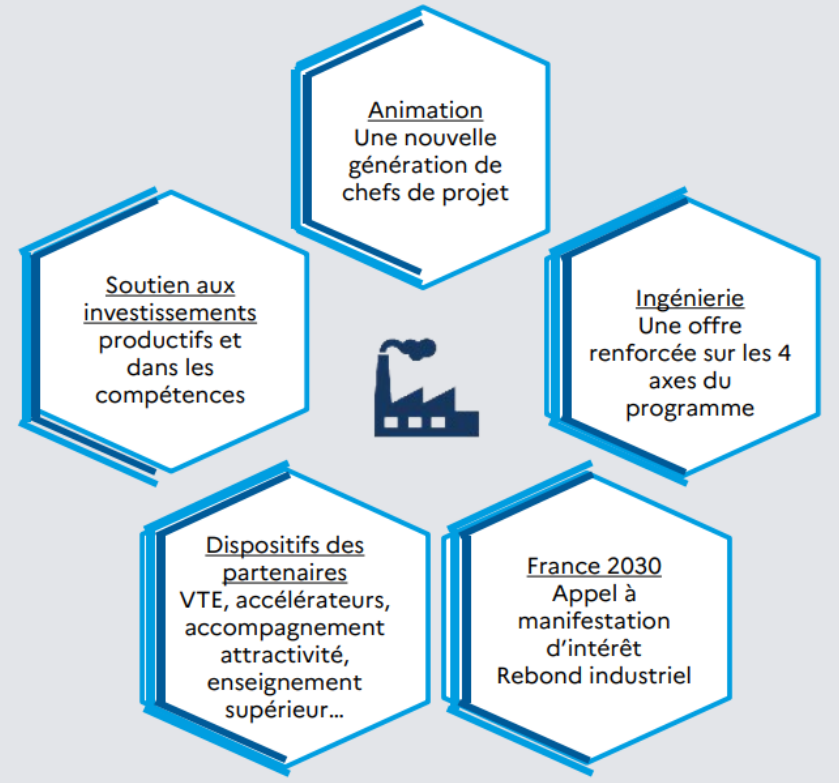 Animation
Une nouvelle
génération de
chefs de projet
Soutien aux
investissements
productifs et
dans les
compétences
Ingénierie
Une offre
renforcée sur les 4
axes du
programme
Dispositifs des
partenaires
VTE, accélérateurs,
accompagnement
attractivité,
enseignement
supérieur...
France 2030
Appel à
manifestation
d'intérêt
Rebond industriel